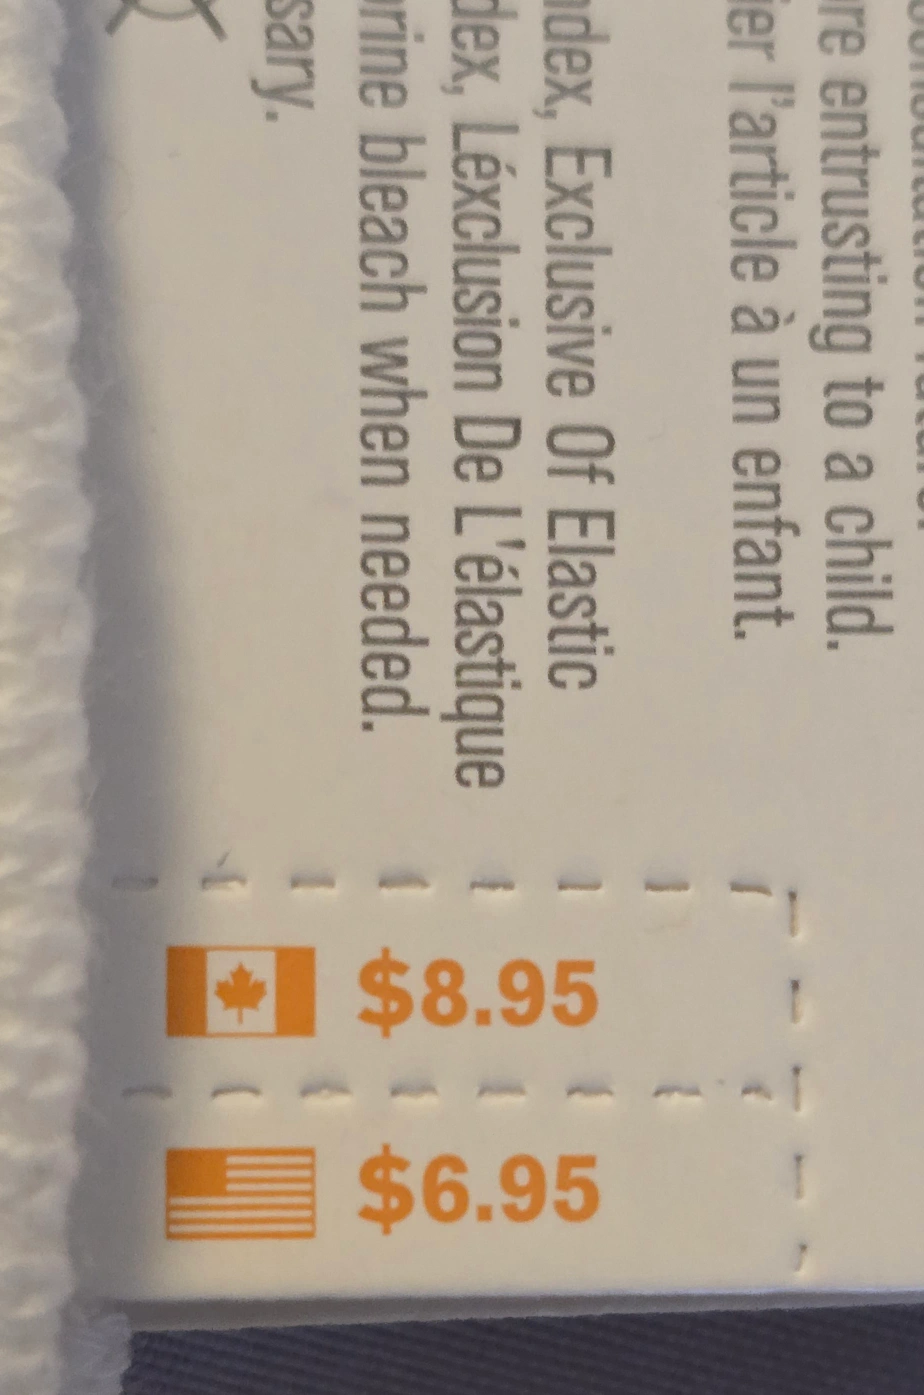 re entrusting to a child.
ier l'article à un enfant.
ndex, Exclusive Of Elastic
dex, Léxclusion De L'élastique
rine bleach when needed.
sary.
$8.95
$6.95